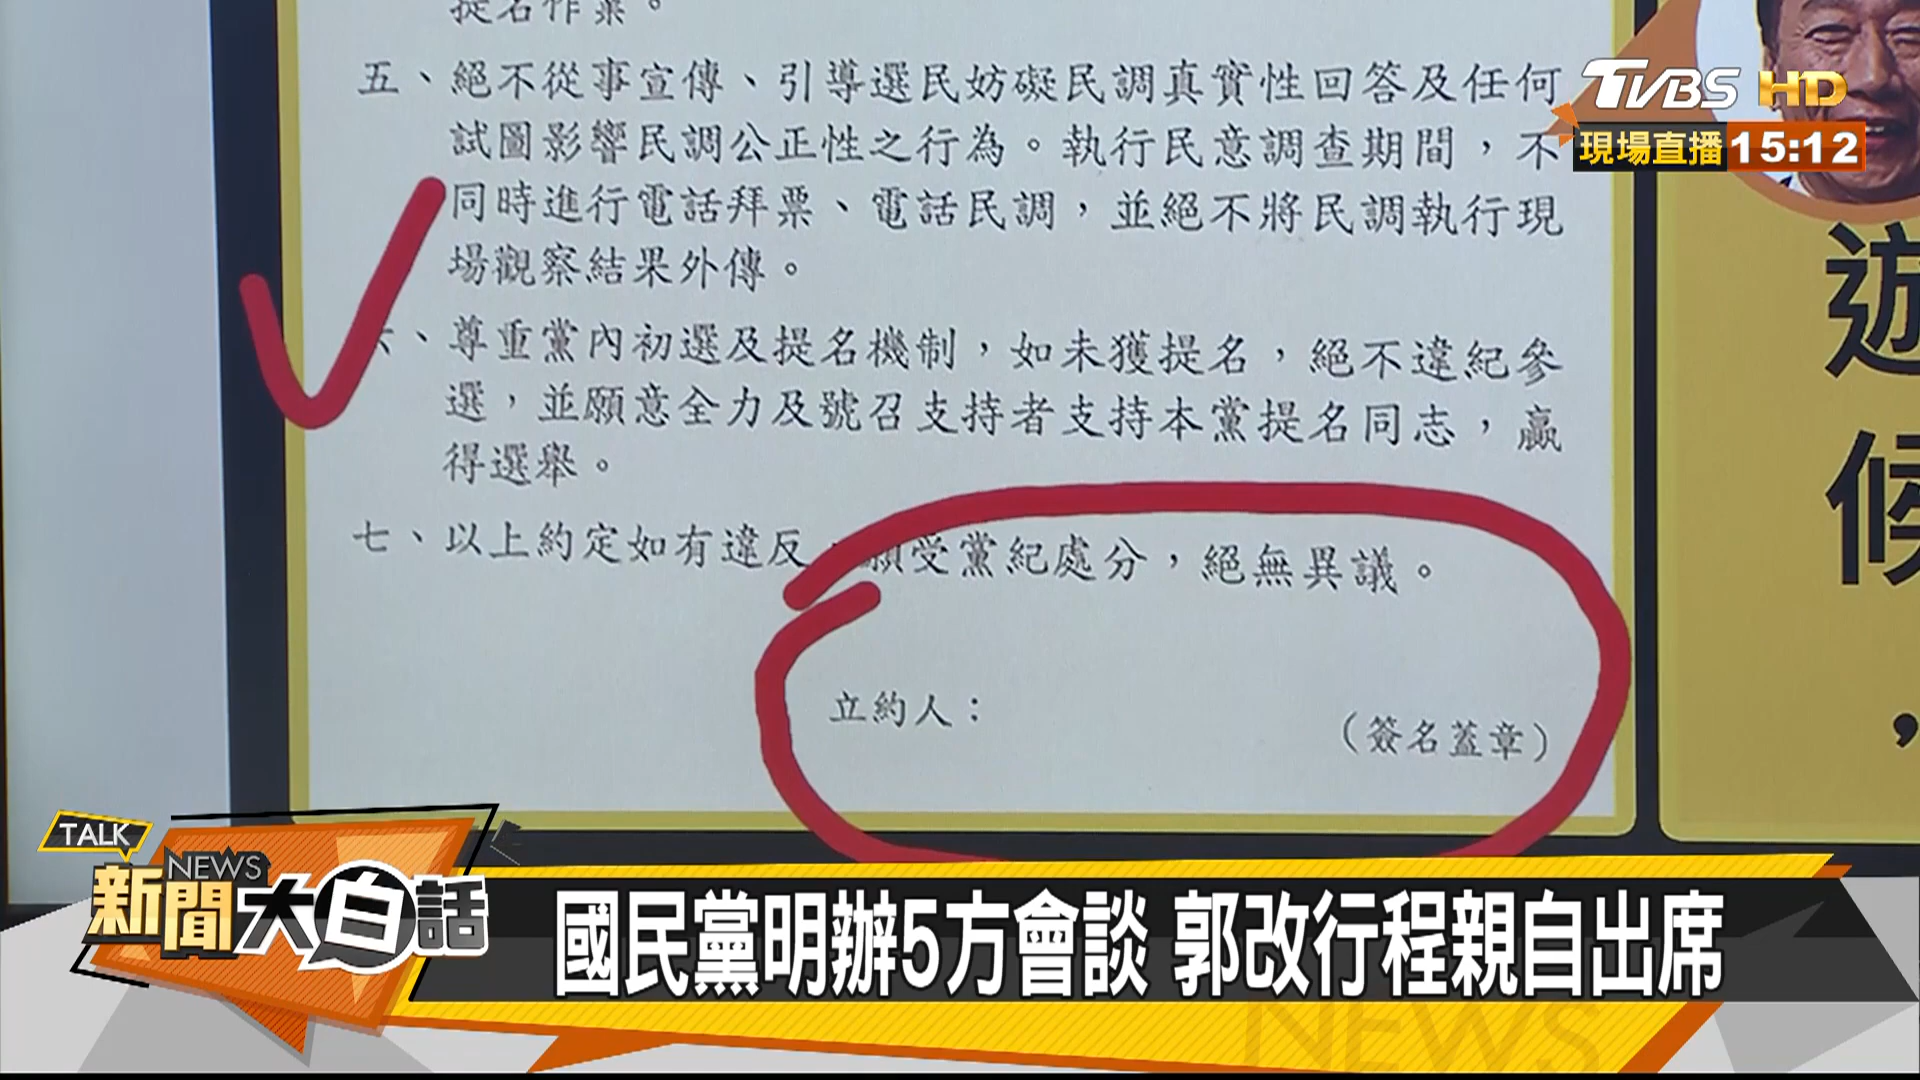 提名作業。
五、絕不從事宣傳、引導選民妨礙民調真實性回答及任何
試圖影響民調公正性之行為。執行民意調查期間，不
同時進行電話拜票、電話民調，並絕不將民調執行現
場觀察結果外傳。
六、尊重黨內初選及提名機制，如未獲提名，絕不違紀參
選，並願意全力及號召支持者支持本黨提名同志，贏
得選舉。
七、以上約定如有違反，願受黨紀處分，絕無異議。
立約人：
（簽名蓋章）
TVBS HD
現場直播 15:12
遊
候
，
TALK
NEWS
新聞大白話
國民黨明辦5方會談 郭改行程親自出席
NEWS